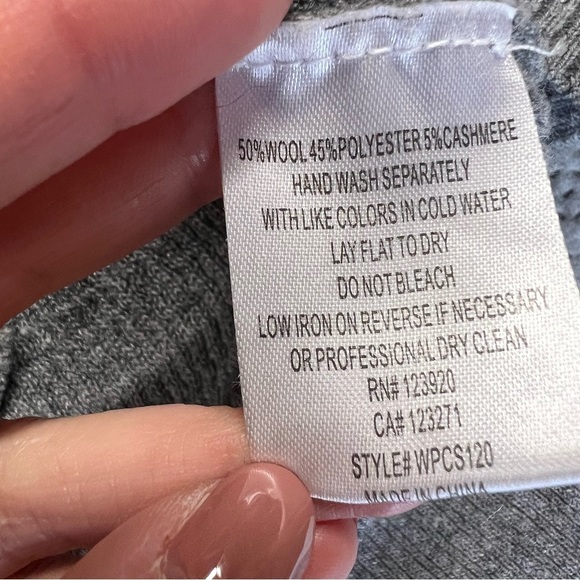 50%WOOL 45%POLYESTER 5%CASHMERE
HAND WASH SEPARATELY
WITH LIKE COLORS IN COLD WATER
LAY FLAT TO DRY
DO NOT BLEACH
LOW IRON ON REVERSE IF NECESSARY
OR PROFESSIONAL DRY CLEAN
RN# 123920
CA# 123271
STYLE# WPCS120
MADE IN CHINA